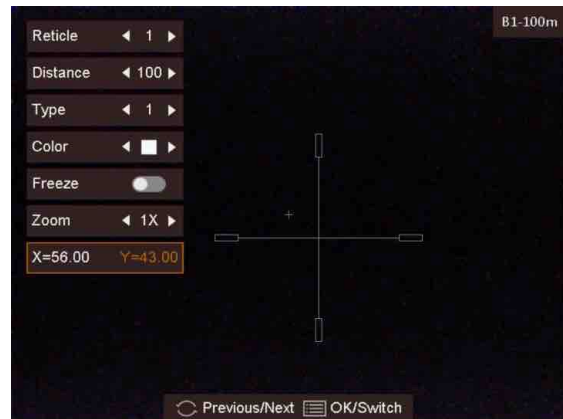 B1-100m
Reticle 1
Distance 100
Type 1
Color
Freeze
Zoom 1X
X=56.00 Y=43.00
Previous/Next OK/Switch